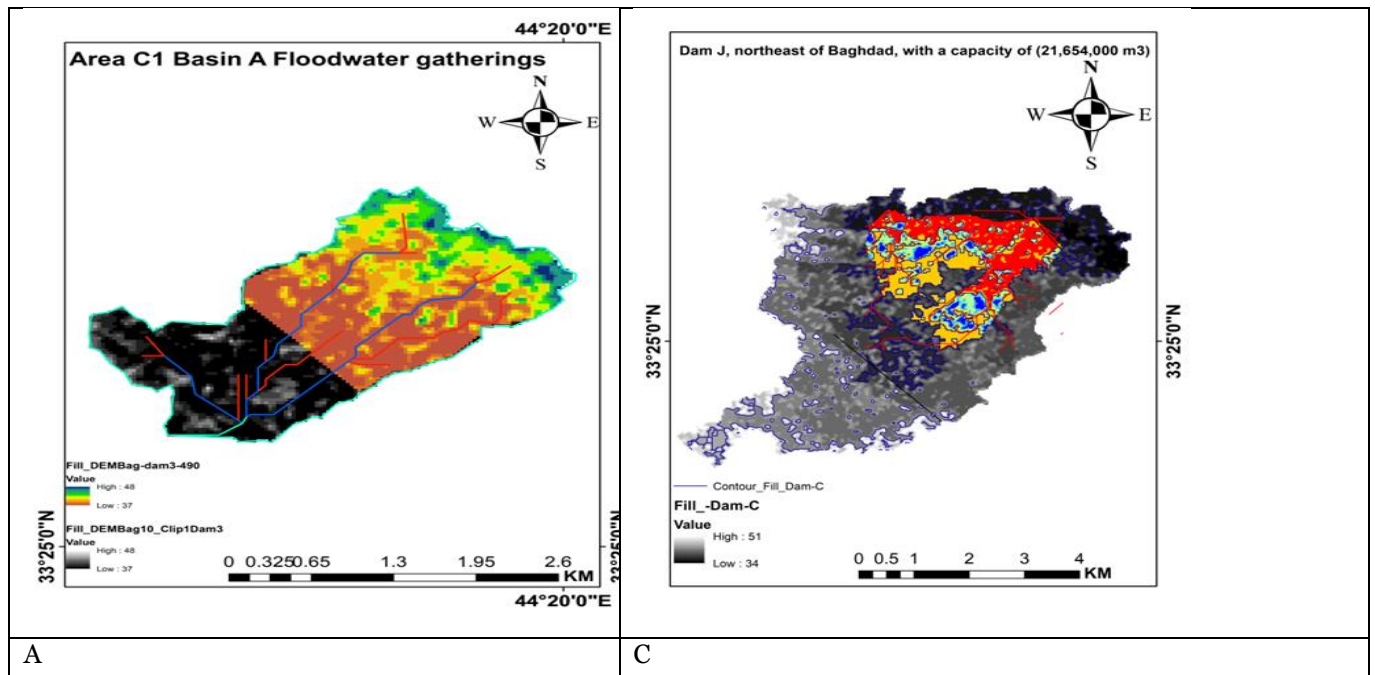 44°20'0"E
Area C1 Basin A Floodwater gatherings
N
W E
S
Fill_DEMBag-dam3-490
Value
High : 48
Low : 37
Fill_DEMBag10_Clip1Dam3
Value
High : 48
Low : 37
33°25'0"N
33°25'0"N
0 0.325 0.65 1.3 1.95 2.6
KM
44°20'0"E
A
Dam J, northeast of Baghdad, with a capacity of (21,654,000 m3)
N
W E
S
33°25'0"N
33°25'0"N
Contour_Fill_Dam-C
Fill_-Dam-C
Value
High : 51
Low : 34
0 0.5 1 2 3 4
KM
C